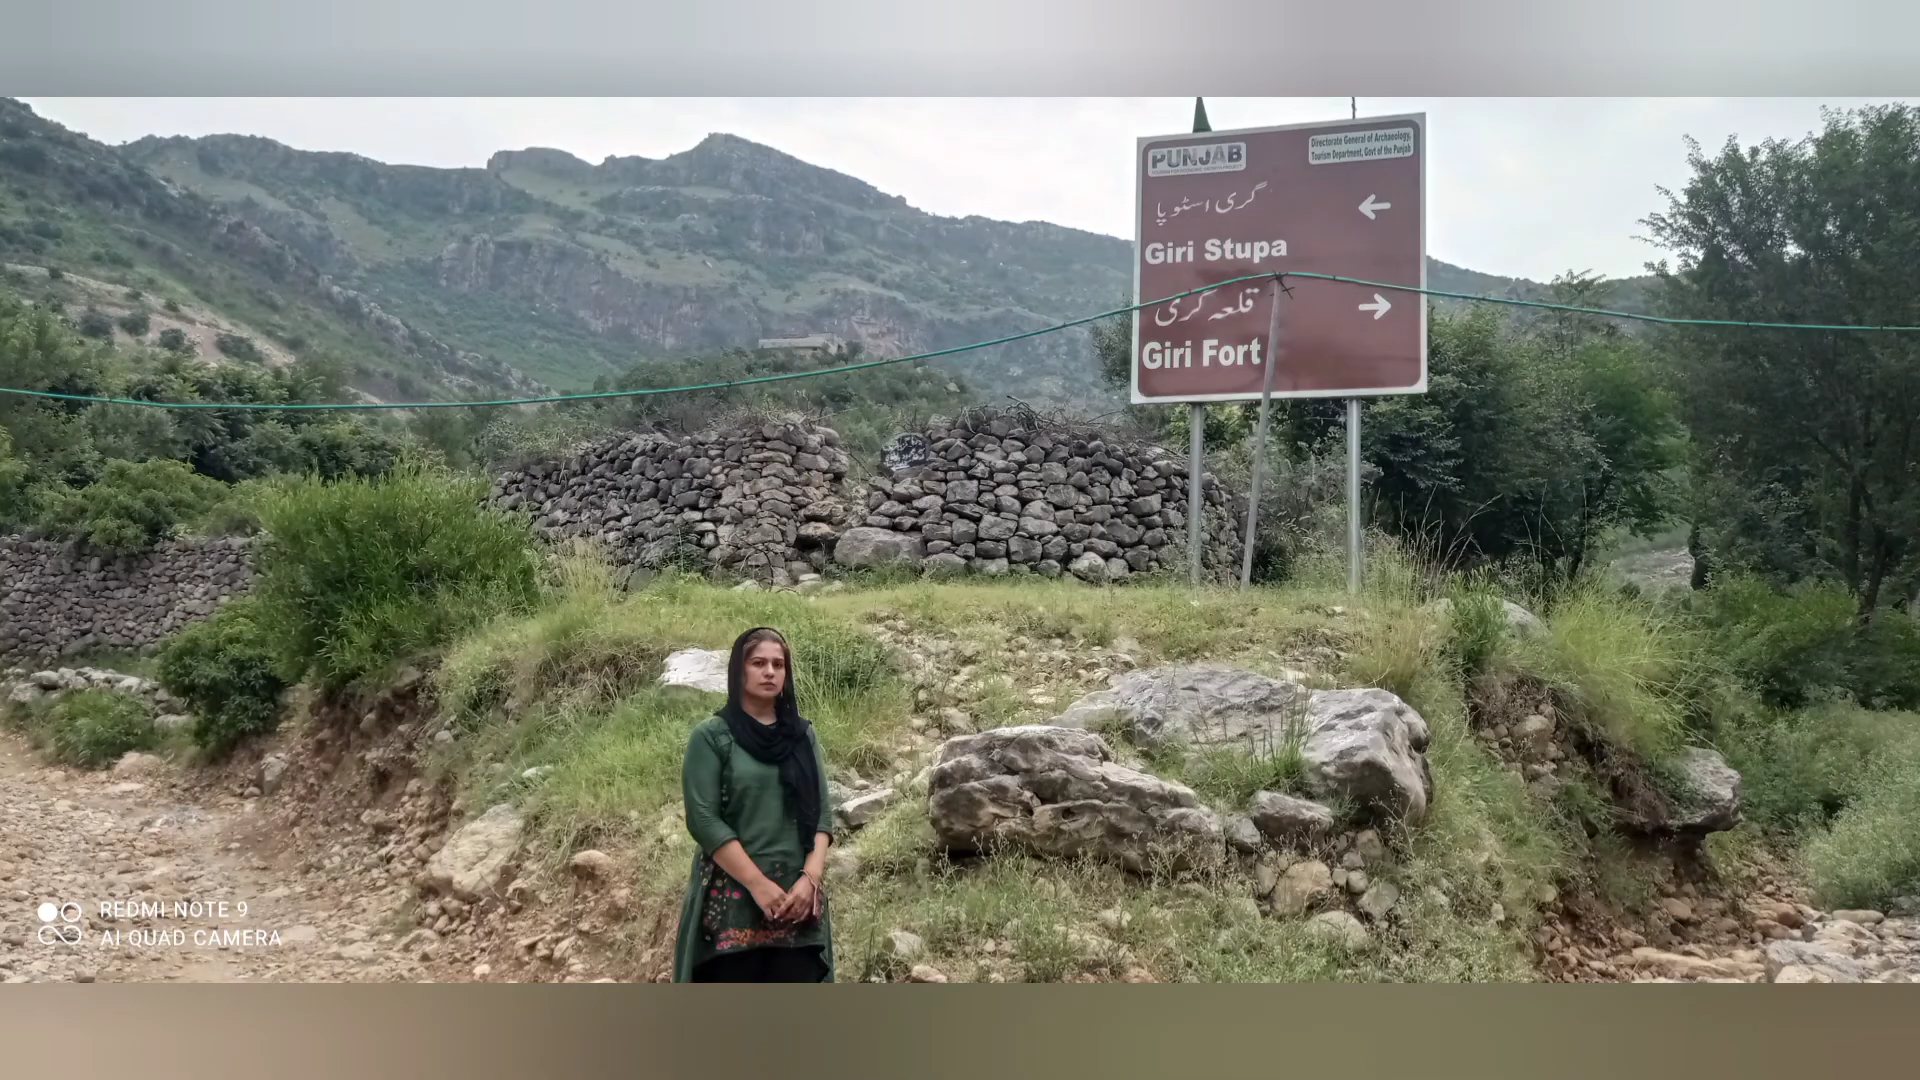 PUNJAB
Directorate General of Archaeology,
Tourism Department, Govt of the Punjab
گری اسٹوپا
Giri Stupa
قلعہ گری
Giri Fort
REDMI NOTE 9
AI QUAD CAMERA